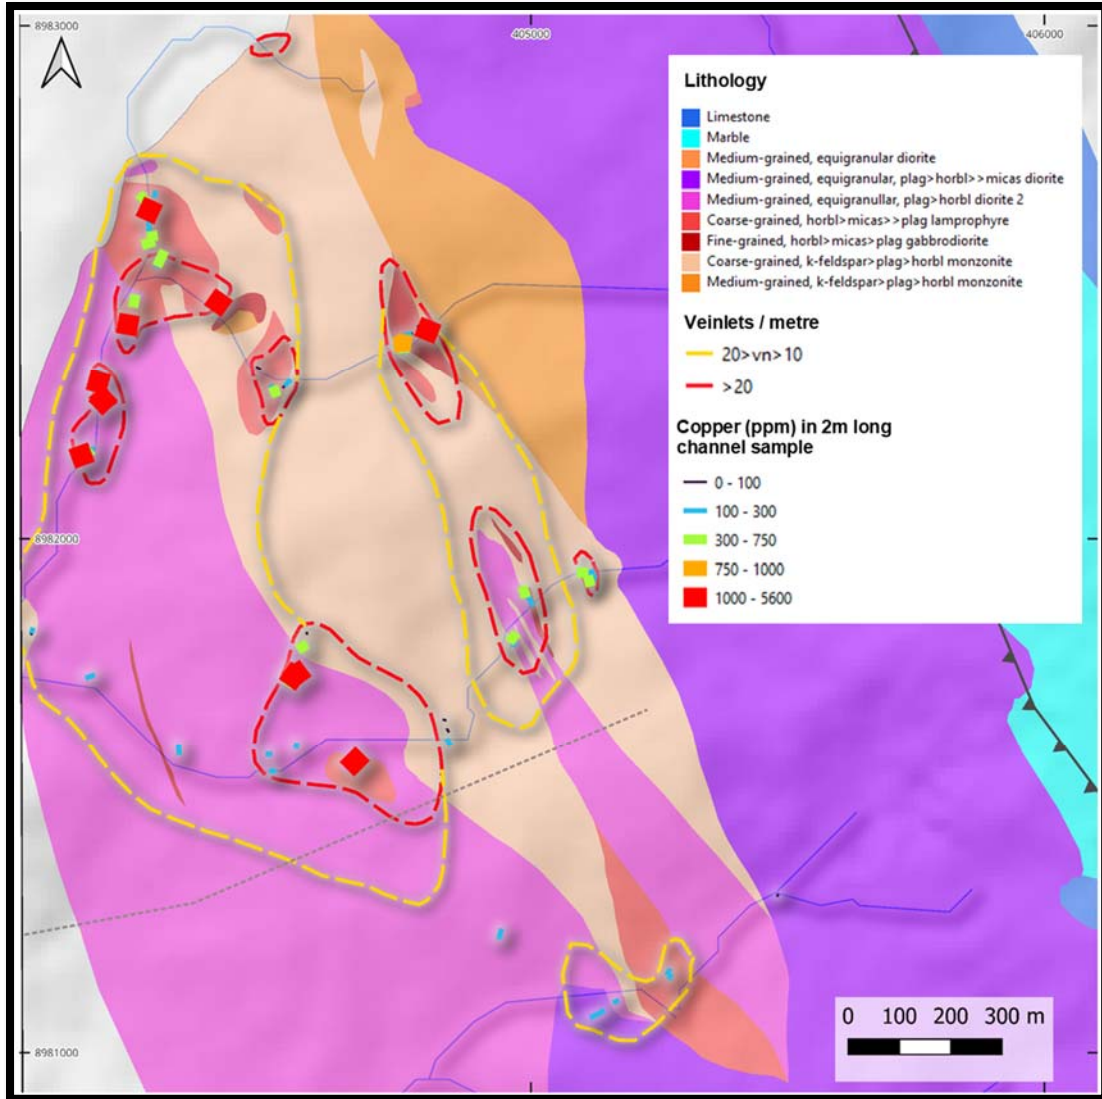 8983000
405000
406000
Lithology
Limestone
Marble
Medium-grained, equigranular diorite
Medium-grained, equigranular, plag>horbl>>micas diorite
Medium-grained, equigranullar, plag>horbl diorite 2
Coarse-grained, horbl>micas>>plag lamprophyre
Fine-grained, horbl>micas>plag gabbrodiorite
Coarse-grained, k-feldspar>plag>horbl monzonite
Medium-grained, k-feldspar>plag>horbl monzonite
Veinlets / metre
20>vn>10
>20
Copper (ppm) in 2m long
channel sample
0 - 100
100 - 300
300 - 750
750 - 1000
1000 - 5600
8982000
0 100 200 300 m
8981000